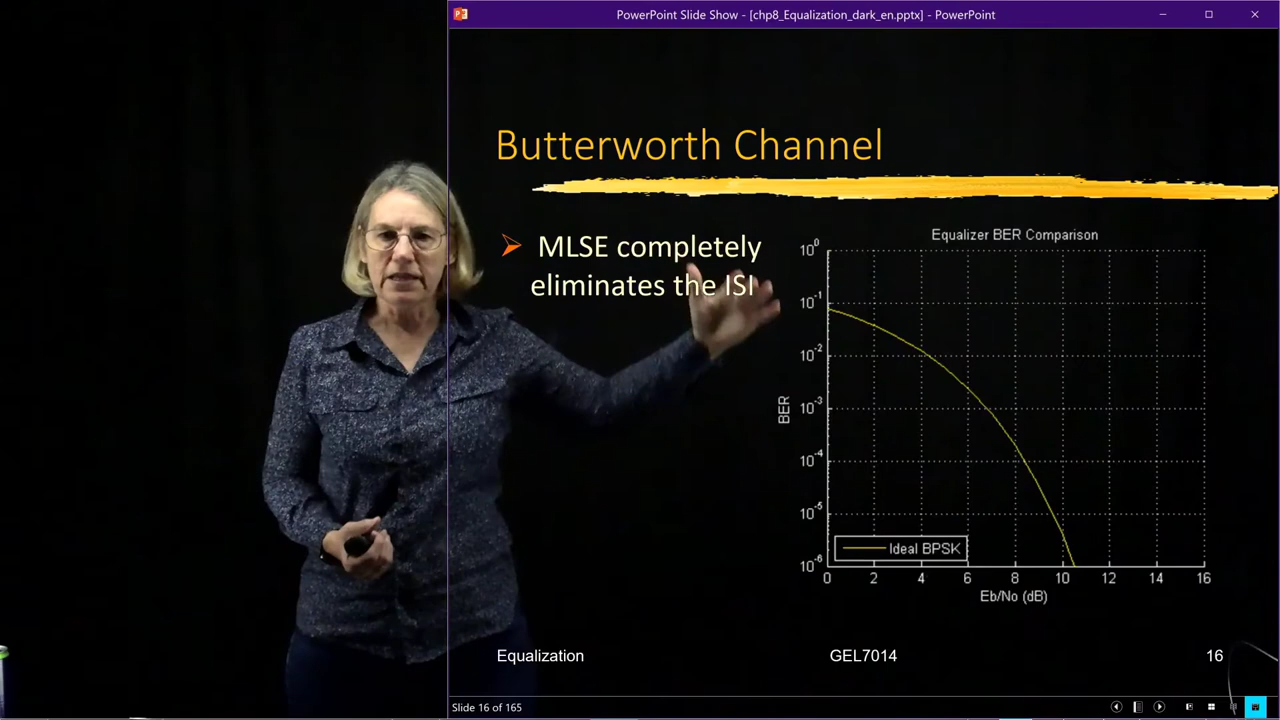 PowerPoint Slide Show - [chp8_Equalization_dark_en.pptx] - PowerPoint
Butterworth Channel
MLSE completely
eliminates the ISI
Equalizer BER Comparison
10^0
10^-1
10^-2
10^-3
10^-4
10^-5
10^-6
BER
Ideal BPSK
0 2 4 6 8 10 12 14 16
Eb/No (dB)
Equalization GEL7014 16
Slide 16 of 165